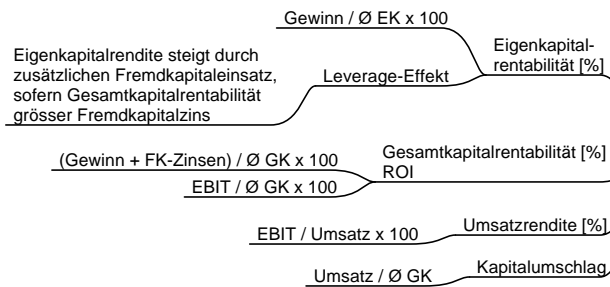 Gewinn / Ø EK x 100
Eigenkapital-
rentabilität [%]
Eigenkapitalrendite steigt durch
zusätzlichen Fremdkapitaleinsatz,
sofern Gesamtkapitalrentabilität
grösser Fremdkapitalzins
Leverage-Effekt
(Gewinn + FK-Zinsen) / Ø GK x 100
EBIT / Ø GK x 100
Gesamtkapitalrentabilität [%]
ROI
EBIT / Umsatz x 100
Umsatzrendite [%]
Umsatz / Ø GK
Kapitalumschlag